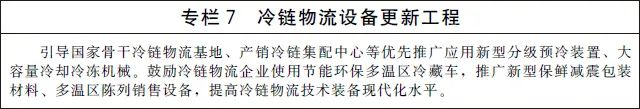 专栏7 冷链物流设备更新工程
引导国家骨干冷链物流基地、产销冷链集配中心等优先推广应用新型分级预冷装置、大
容量冷却冷冻机械。鼓励冷链物流企业使用节能环保多温区冷藏车，推广新型保鲜减震包装
材料、多温区陈列销售设备，提高冷链物流技术装备现代化水平。